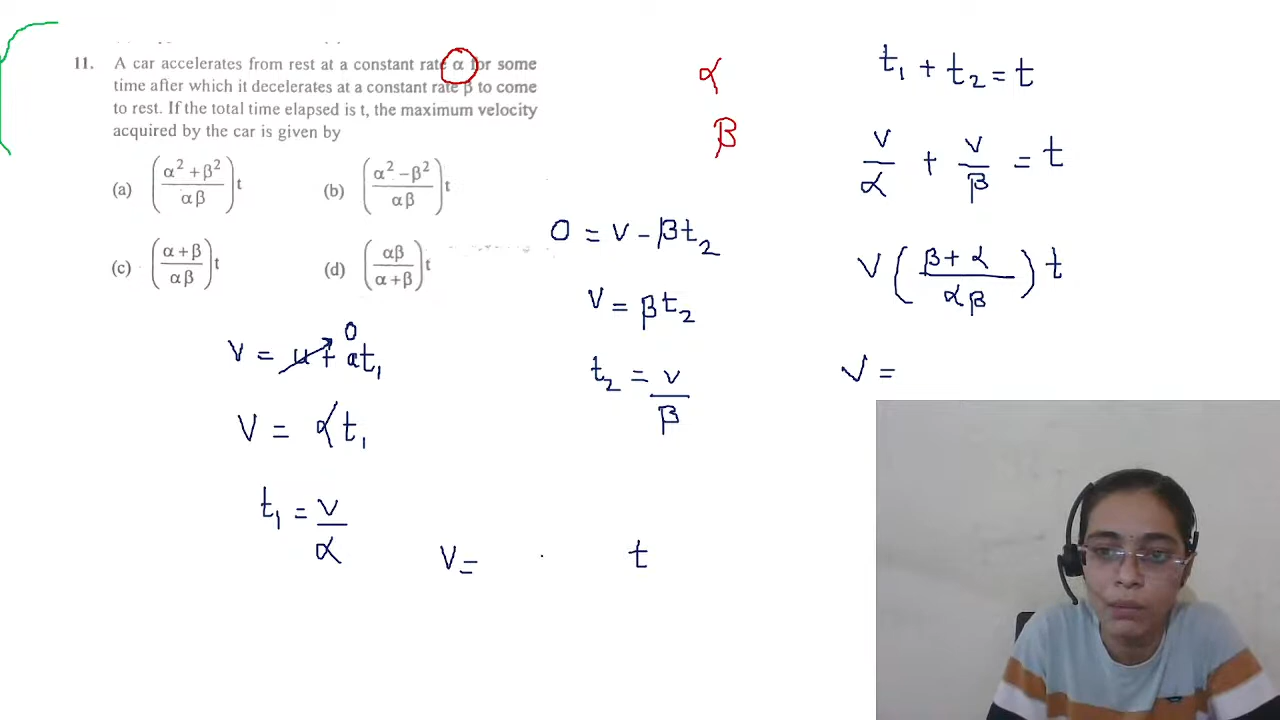 11. A car accelerates from rest at a constant rate α for some
time after which it decelerates at a constant rate β to come
to rest. If the total time elapsed is t, the maximum velocity
acquired by the car is given by
(a) ((α² + β²)/(αβ)) t
(b) ((α² − β²)/(αβ)) t
(c) ((α + β)/(αβ)) t
(d) ((αβ)/(α + β)) t
v = u + at₁
0
V = αt₁
t₁ = v/α
V = t
0 = v − βt₂
v = βt₂
t₂ = v/β
α
β
t₁ + t₂ = t
v/α + v/β = t
v ((β + α)/(αβ)) t
v =